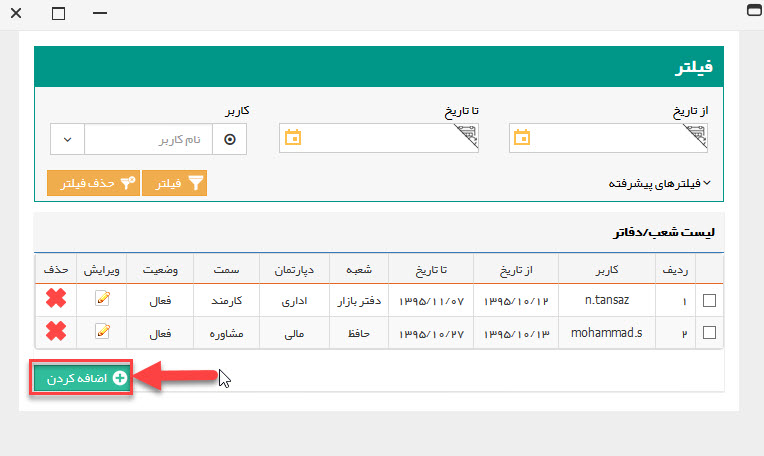 فیلتر
از تاریخ تا تاریخ کاربر
نام کاربر
فیلترهای پیشرفته فیلتر حذف فیلتر
لیست شعب/دفاتر
ردیف کاربر از تاریخ تا تاریخ شعبه دپارتمان سمت وضعیت ویرایش حذف
۱ n.tansaz ۱۳۹۵/۱۰/۱۲ ۱۳۹۵/۱۱/۰۷ دفتر بازار اداری کارمند فعال
۲ mohammad.s ۱۳۹۵/۱۰/۱۳ ۱۳۹۵/۱۰/۲۷ حافظ مالی مشاوره فعال
اضافه کردن